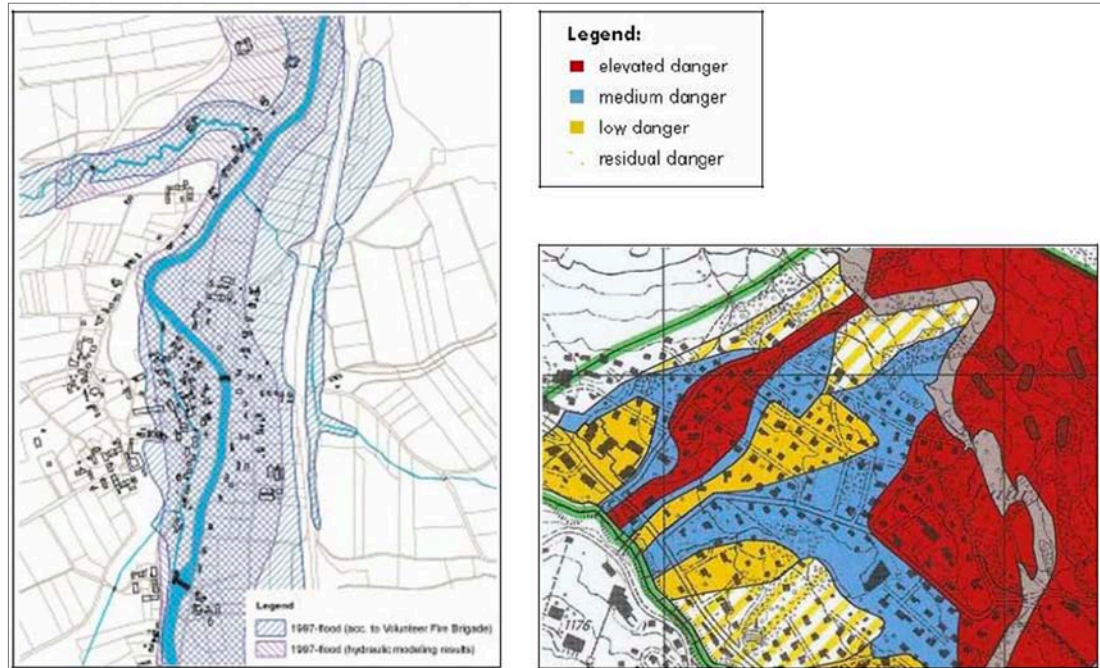 Legend
1997-flood (acc. to Volunteer Fire Brigade)
1997-flood (hydraulic modeling results)
Legend:
elevated danger
medium danger
low danger
residual danger
1176